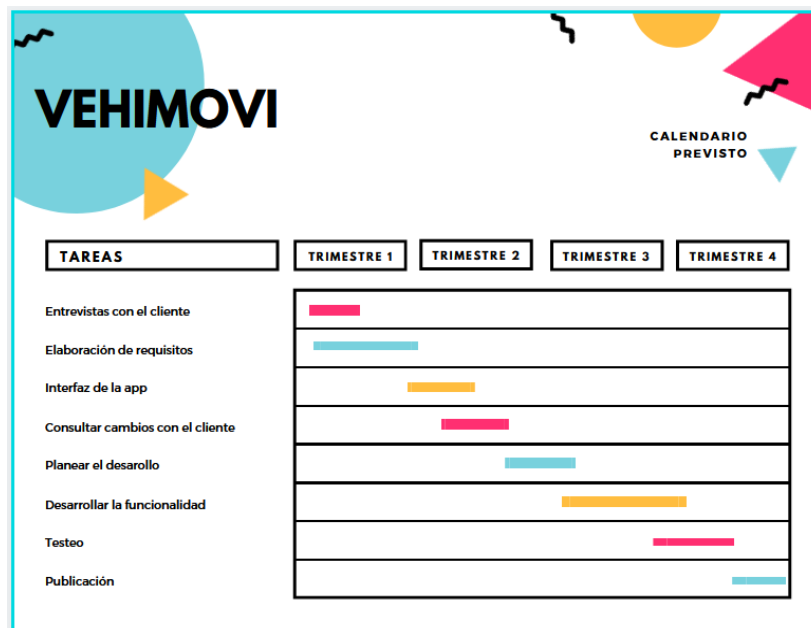 VEHIMOVI
CALENDARIO
PREVISTO
TAREAS
TRIMESTRE 1
TRIMESTRE 2
TRIMESTRE 3
TRIMESTRE 4
Entrevistas con el cliente
Elaboración de requisitos
Interfaz de la app
Consultar cambios con el cliente
Planear el desarollo
Desarrollar la funcionalidad
Testeo
Publicación